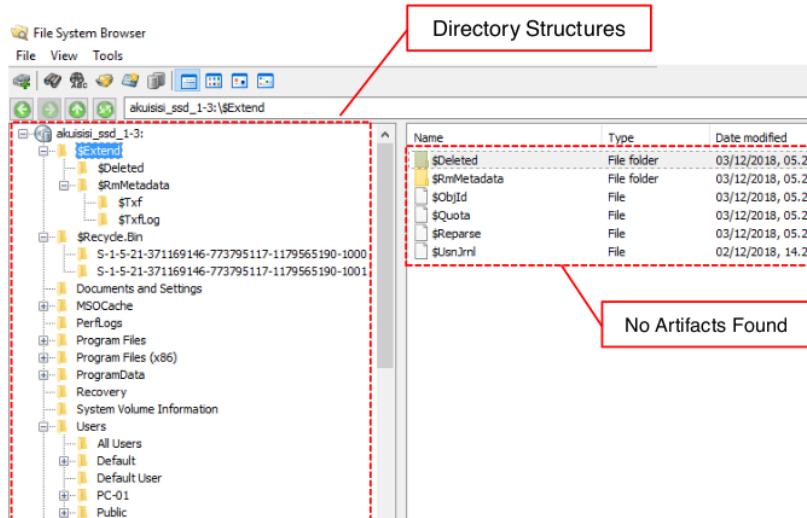 File System Browser
Directory Structures
File View Tools
akuisisi_ssd_1-3:\$Extend
akuisisi_ssd_1-3:
$Extend
$Deleted
$RmMetadata
$Txf
$TxfLog
$Recycle.Bin
S-1-5-21-371169146-773795117-1179565190-1000
S-1-5-21-371169146-773795117-1179565190-1001
Documents and Settings
MSOCache
PerfLogs
Program Files
Program Files (x86)
ProgramData
Recovery
System Volume Information
Users
All Users
Default
Default User
PC-01
Public
Name Type Date modified
$Deleted File folder 03/12/2018, 05.2
$RmMetadata File folder 03/12/2018, 05.2
$ObjId File 03/12/2018, 05.2
$Quota File 03/12/2018, 05.2
$Reparse File 03/12/2018, 05.2
$UsnJrnl File 02/12/2018, 14.2
No Artifacts Found